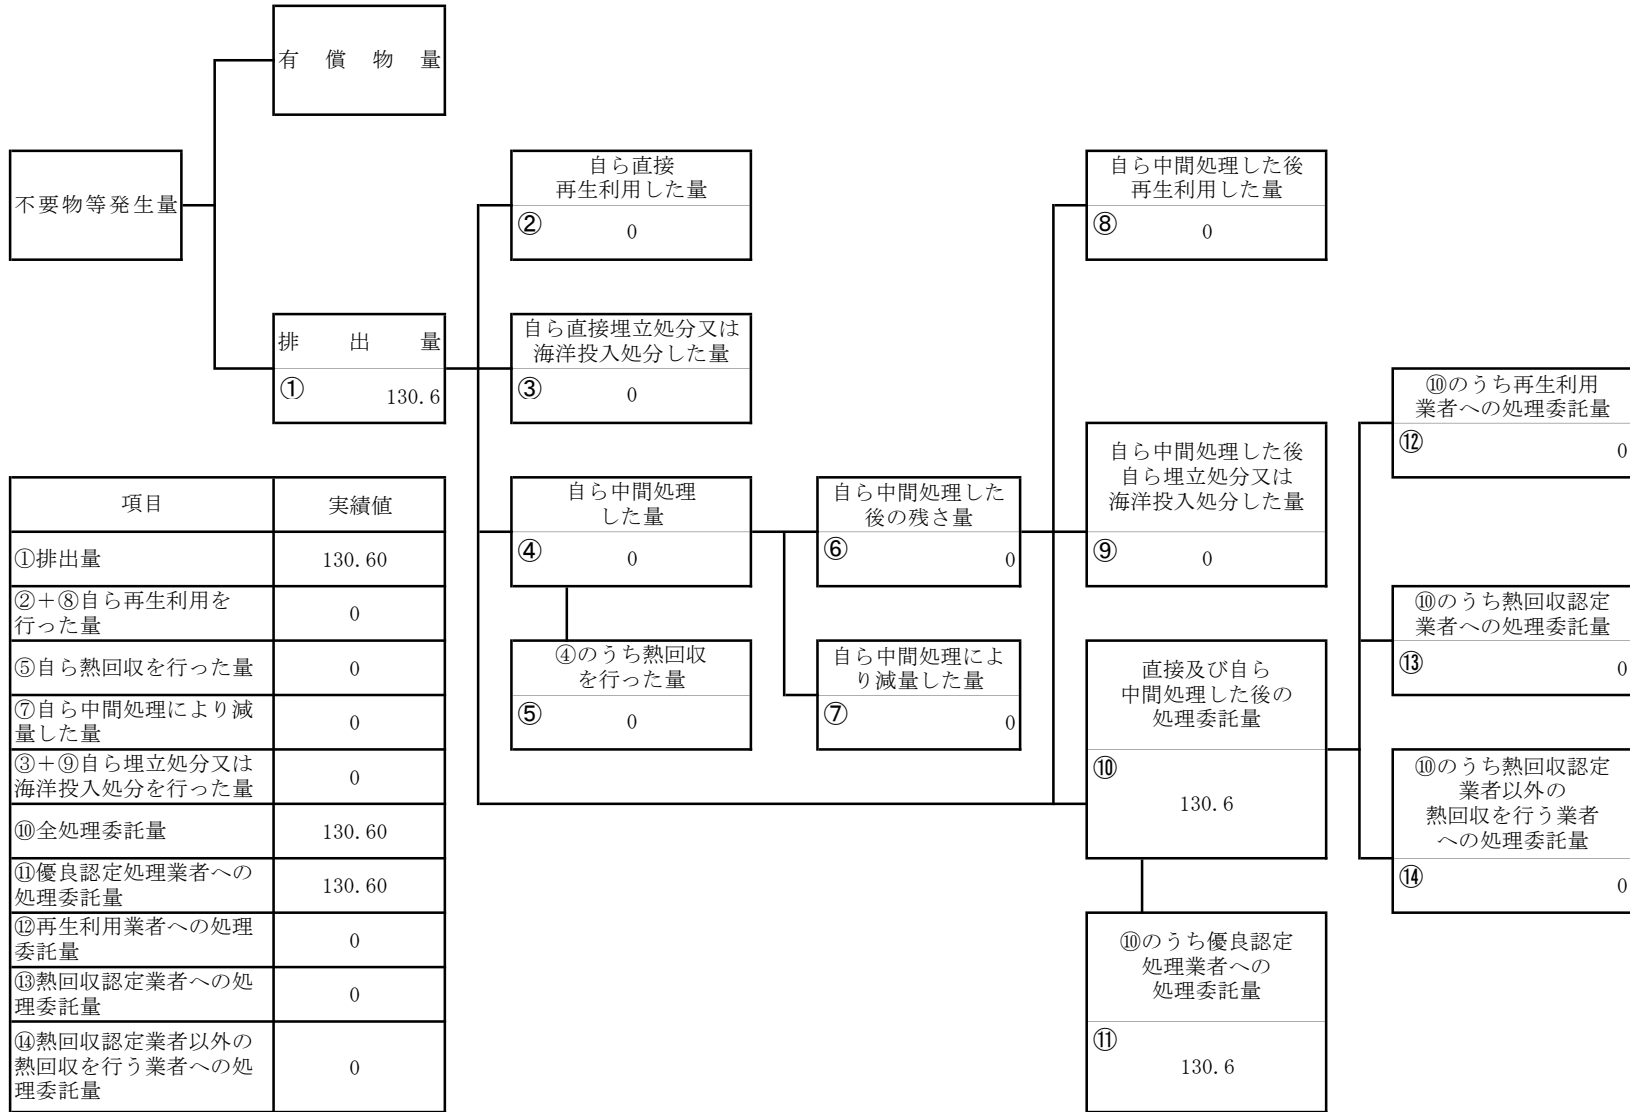 有償物量
不要物等発生量
排出量
①
130.6
自ら直接
再生利用した量
②
0
自ら直接埋立処分又は
海洋投入処分した量
③
0
自ら中間処理
した量
④
0
④のうち熱回収
を行った量
⑤
0
自ら中間処理した
後の残さ量
⑥
0
自ら中間処理によ
り減量した量
⑦
0
自ら中間処理した後
再生利用した量
⑧
0
自ら中間処理した後
自ら埋立処分又は
海洋投入処分した量
⑨
0
直接及び自ら
中間処理した後の
処理委託量
⑩
130.6
⑩のうち優良認定
処理業者への
処理委託量
⑪
130.6
⑩のうち再生利用
業者への処理委託量
⑫
0
⑩のうち熱回収認定
業者への処理委託量
⑬
0
⑩のうち熱回収認定
業者以外の
熱回収を行う業者
への処理委託量
⑭
0
項目 実績値
①排出量 130.60
②＋⑧自ら再生利用を
行った量
0
⑤自ら熱回収を行った量 0
⑦自ら中間処理により減
量した量
0
③＋⑨自ら埋立処分又は
海洋投入処分を行った量
0
⑩全処理委託量 130.60
⑪優良認定処理業者への
処理委託量
130.60
⑫再生利用業者への処理
委託量
0
⑬熱回収認定業者への処
理委託量
0
⑭熱回収認定業者以外の
熱回収を行う業者への処
理委託量
0